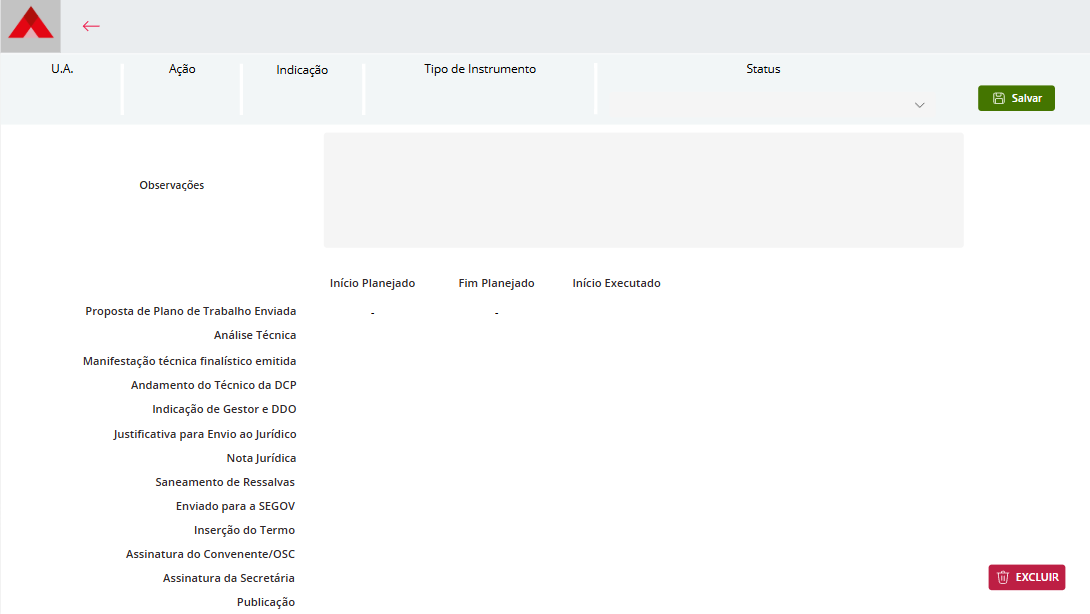 U.A.
Ação
Indicação
Tipo de Instrumento
Status
Salvar
Observações
Início Planejado
Fim Planejado
Início Executado
Proposta de Plano de Trabalho Enviada - -
Análise Técnica
Manifestação técnica finalístico emitida
Andamento do Técnico da DCP
Indicação de Gestor e DDO
Justificativa para Envio ao Jurídico
Nota Jurídica
Saneamento de Ressalvas
Enviado para a SEGOV
Inserção do Termo
Assinatura do Convenente/OSC
Assinatura da Secretária
EXCLUIR
Publicação